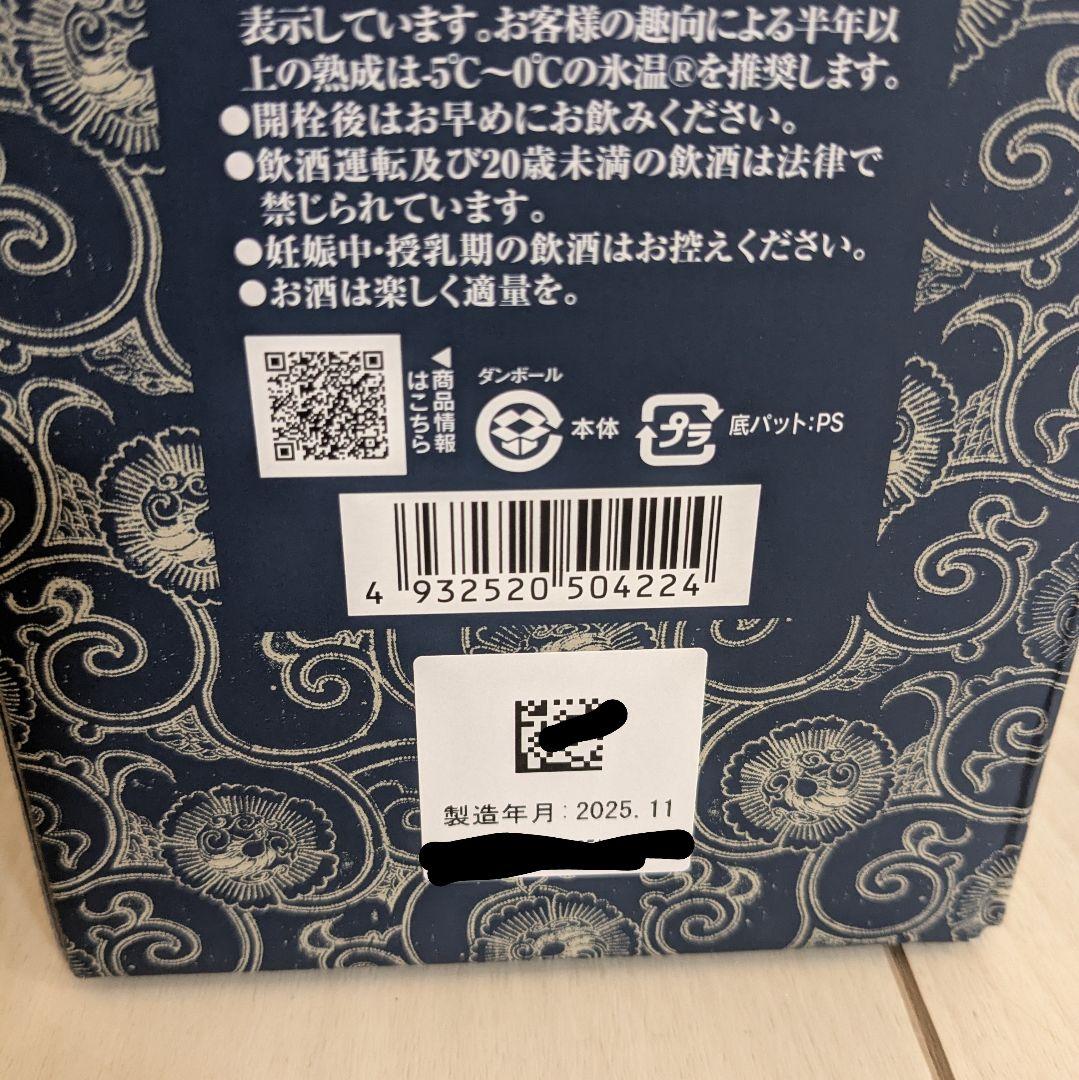 表示しています。お客様の趣向による半年以
上の熟成は-5℃～0℃の氷温®を推奨します。
●開栓後はお早めにお飲みください。
●飲酒運転及び20歳未満の飲酒は法律で
禁じられています。
●妊娠中・授乳期の飲酒はお控えください。
●お酒は楽しく適量を。
◀商品情報
はこちら
ダンボール
本体
プラ
底パット:PS
4 932520 504224
製造年月:2025.11